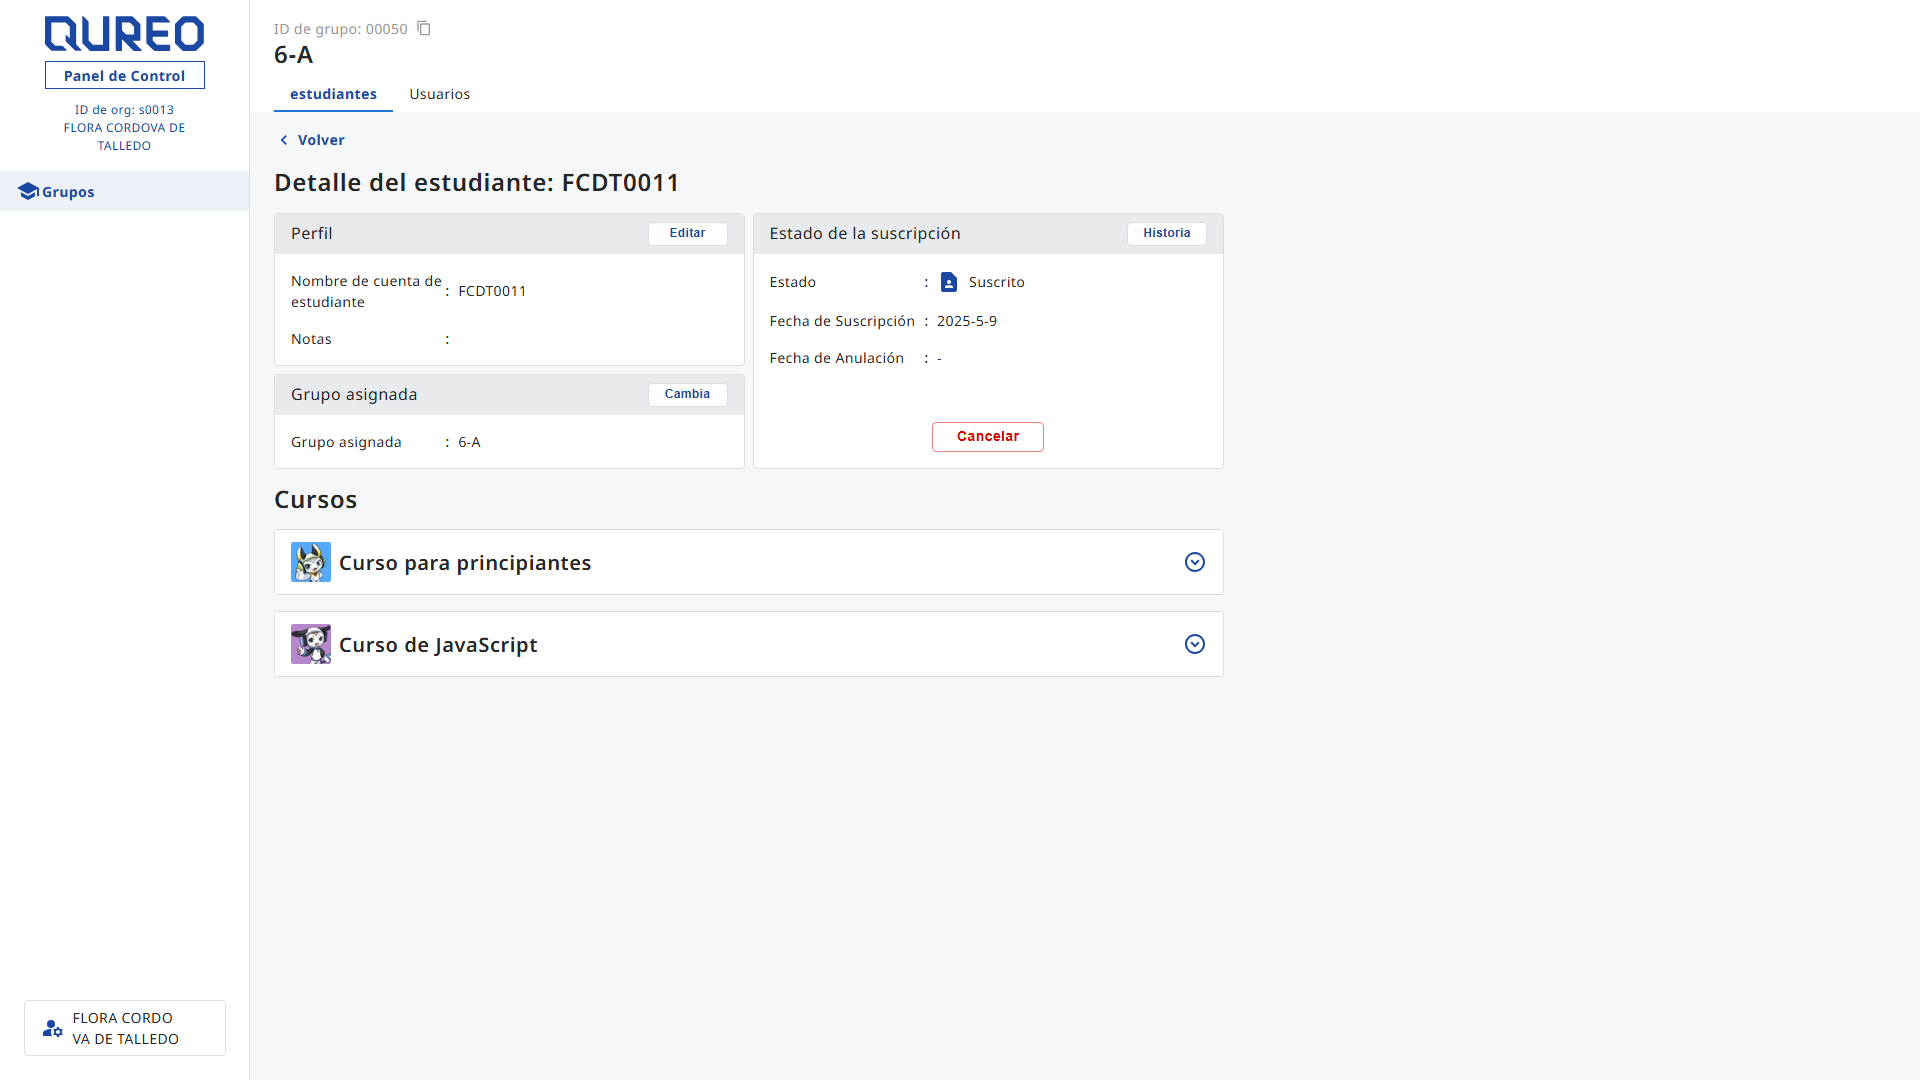 QUREO
Panel de Control
ID de org: s0013
FLORA CORDOVA DE
TALLEDO
Grupos
FLORA CORDO
VA DE TALLEDO
ID de grupo: 00050
6-A
estudiantes Usuarios
Volver
Detalle del estudiante: FCDT0011
Perfil Editar
Nombre de cuenta de
estudiante : FCDT0011
Notas :
Grupo asignada Cambia
Grupo asignada : 6-A
Estado de la suscripción Historia
Estado : Suscrito
Fecha de Suscripción : 2025-5-9
Fecha de Anulación : -
Cancelar
Cursos
Curso para principiantes
Curso de JavaScript